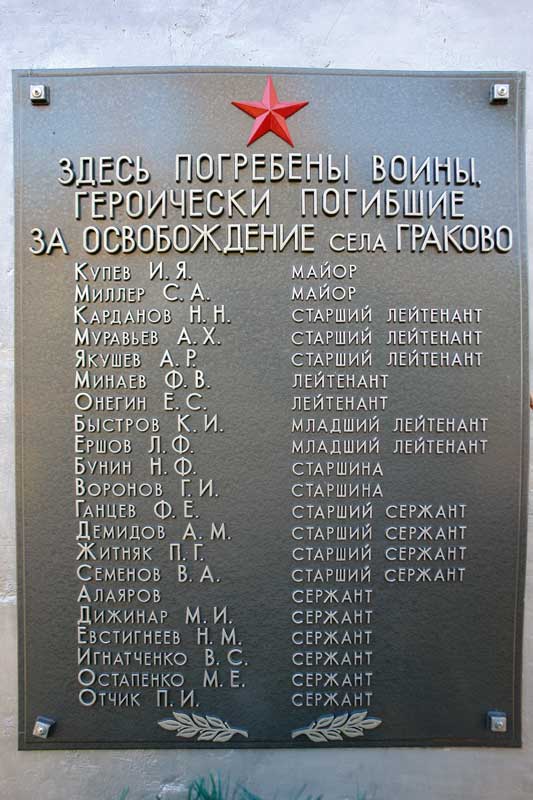 ЗДЕСЬ ПОГРЕБЕНЫ ВОИНЫ,
ГЕРОИЧЕСКИ ПОГИБШИЕ
ЗА ОСВОБОЖДЕНИЕ СЕЛА ГРАКОВО
КУПЕВ И. Я. МАЙОР
МИЛЛЕР С. А. МАЙОР
КАРДАНОВ Н. Н. СТАРШИЙ ЛЕЙТЕНАНТ
МУРАВЬЕВ А. Х. СТАРШИЙ ЛЕЙТЕНАНТ
ЯКУШЕВ А. Р. СТАРШИЙ ЛЕЙТЕНАНТ
МИНАЕВ Ф. В. ЛЕЙТЕНАНТ
ОНЕГИН Е. С. ЛЕЙТЕНАНТ
БЫСТРОВ К. И. МЛАДШИЙ ЛЕЙТЕНАНТ
ЕРШОВ Л. Ф. МЛАДШИЙ ЛЕЙТЕНАНТ
БУНИН Н. Ф. СТАРШИНА
ВОРОНОВ Г. И. СТАРШИНА
ГАНЦЕВ Ф. Е. СТАРШИЙ СЕРЖАНТ
ДЕМИДОВ А. М. СТАРШИЙ СЕРЖАНТ
ЖИТНЯК П. Г. СТАРШИЙ СЕРЖАНТ
СЕМЕНОВ В. А. СТАРШИЙ СЕРЖАНТ
АЛАЯРОВ СЕРЖАНТ
ДИЖИНАР М. И. СЕРЖАНТ
ЕВСТИГНЕЕВ Н. М. СЕРЖАНТ
ИГНАТЧЕНКО В. С. СЕРЖАНТ
ОСТАПЕНКО М. Е. СЕРЖАНТ
ОТЧИК П. И. СЕРЖАНТ